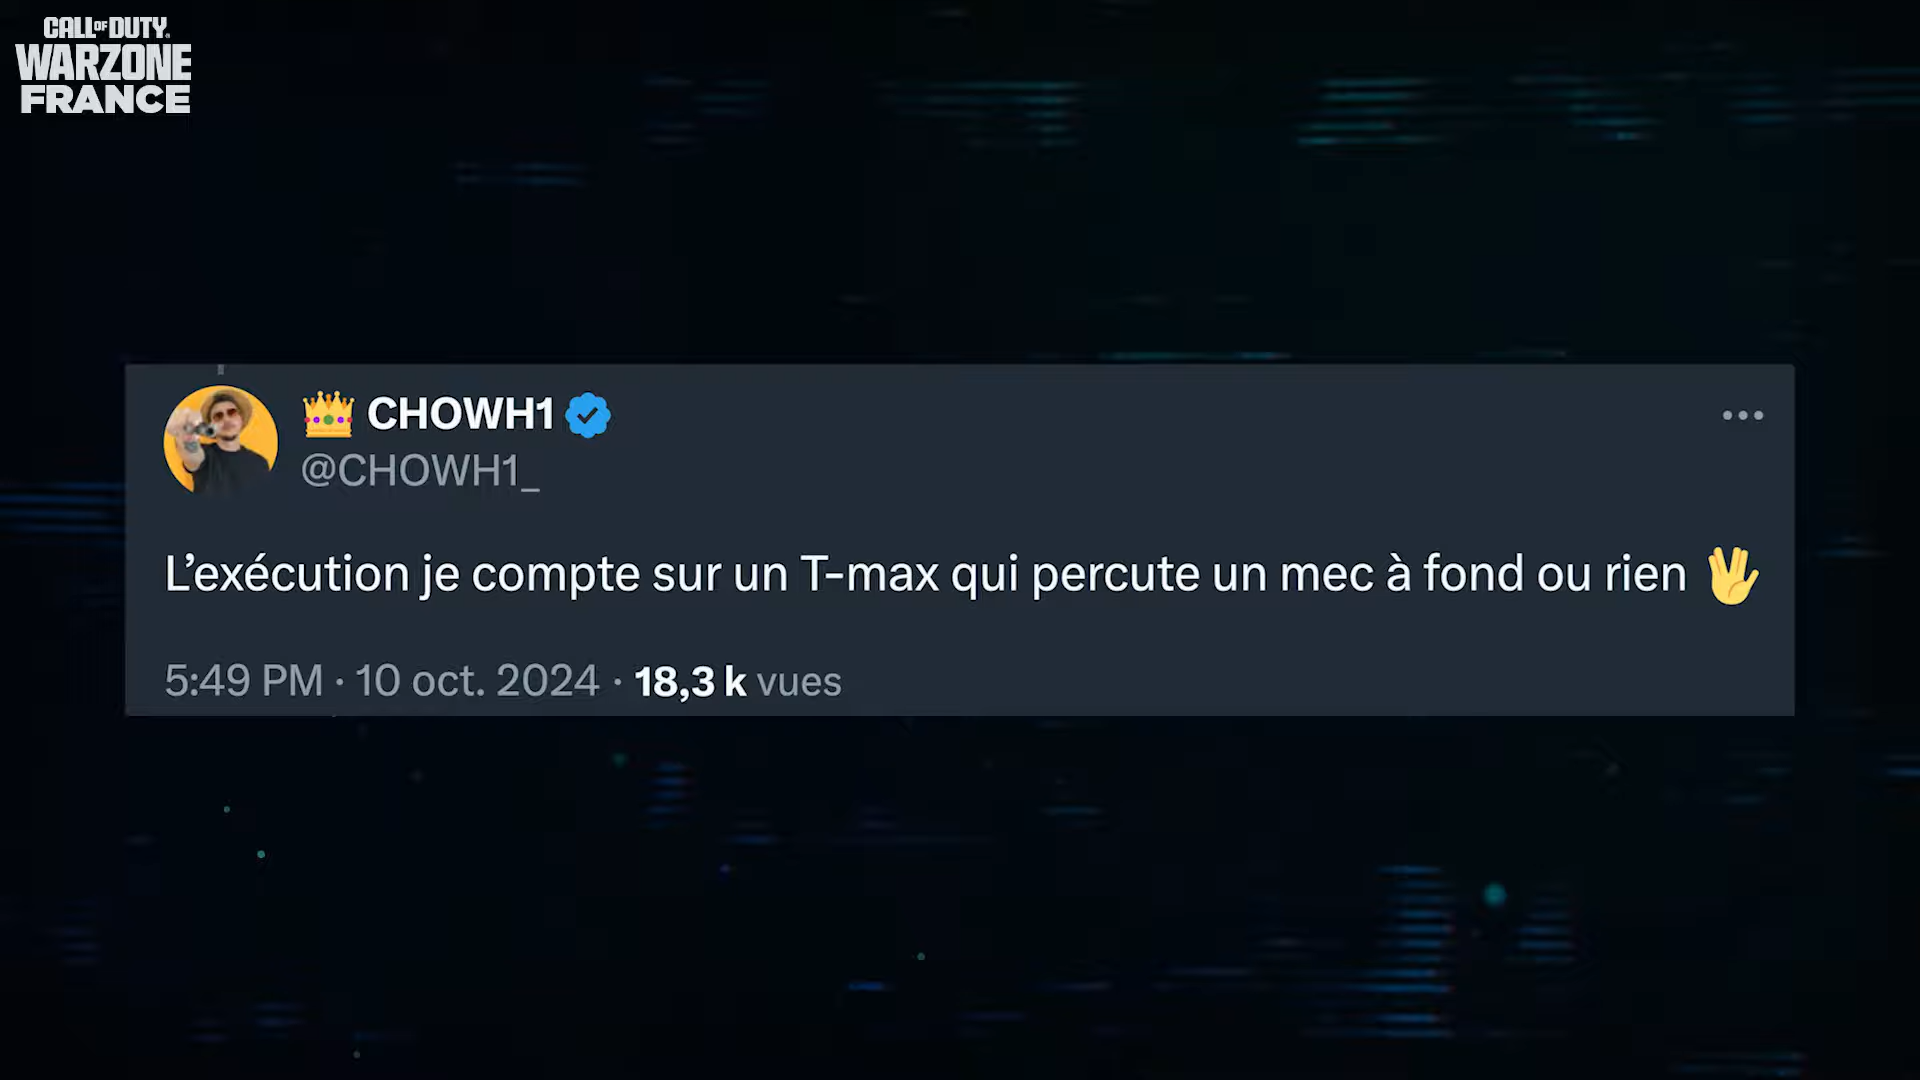 CALL OF DUTY.
WARZONE
FRANCE
👑 CHOWH1
@CHOWH1_
L’exécution je compte sur un T-max qui percute un mec à fond ou rien 🖖
5:49 PM · 10 oct. 2024 · 18,3 k vues